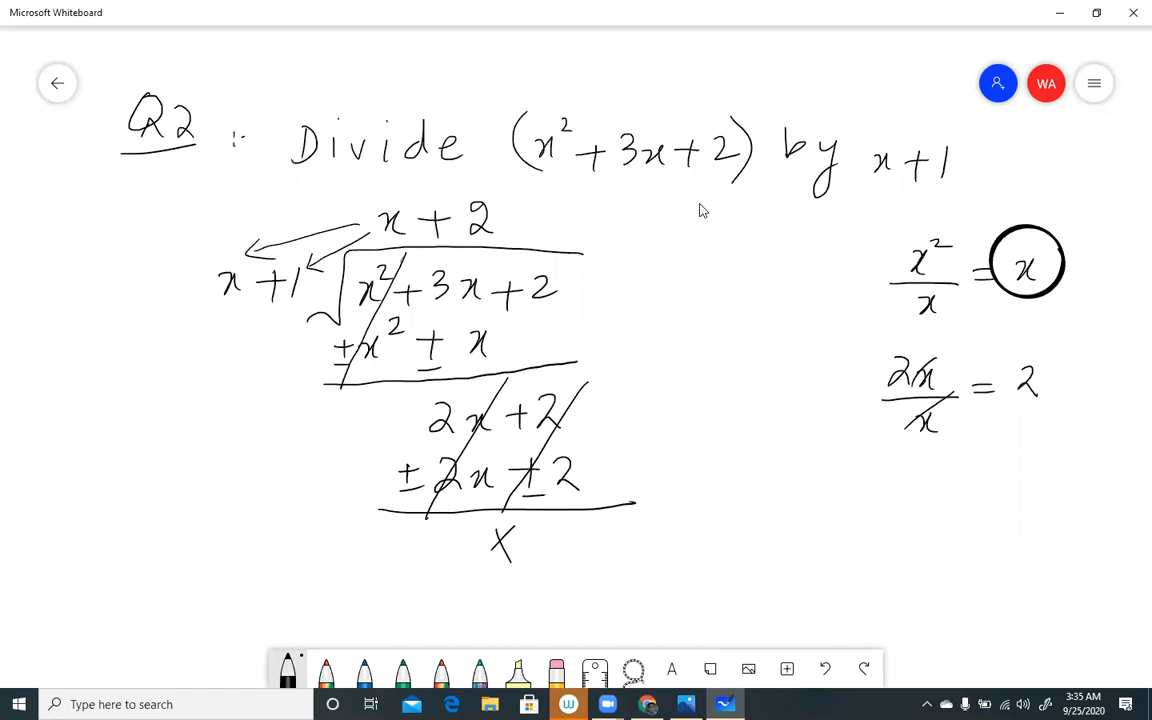 Microsoft Whiteboard
WA
Q2 : Divide (x² + 3x + 2) by x + 1
x + 2
x + 1 √ x² + 3x + 2
± x² ± x
2x + 2
± 2x ± 2
x
x²/x = x
2x/x = 2
A
Type here to search
W
3:35 AM
9/25/2020